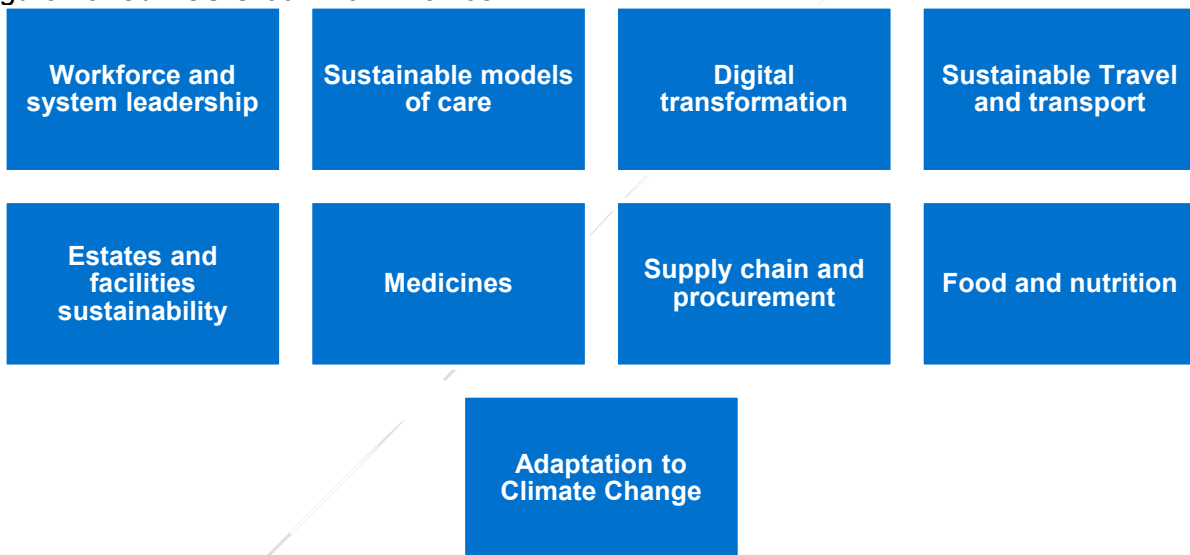 Workforce and
system leadership
Sustainable models
of care
Digital
transformation
Sustainable Travel
and transport
Estates and
facilities
sustainability
Medicines
Supply chain and
procurement
Food and nutrition
Adaptation to
Climate Change